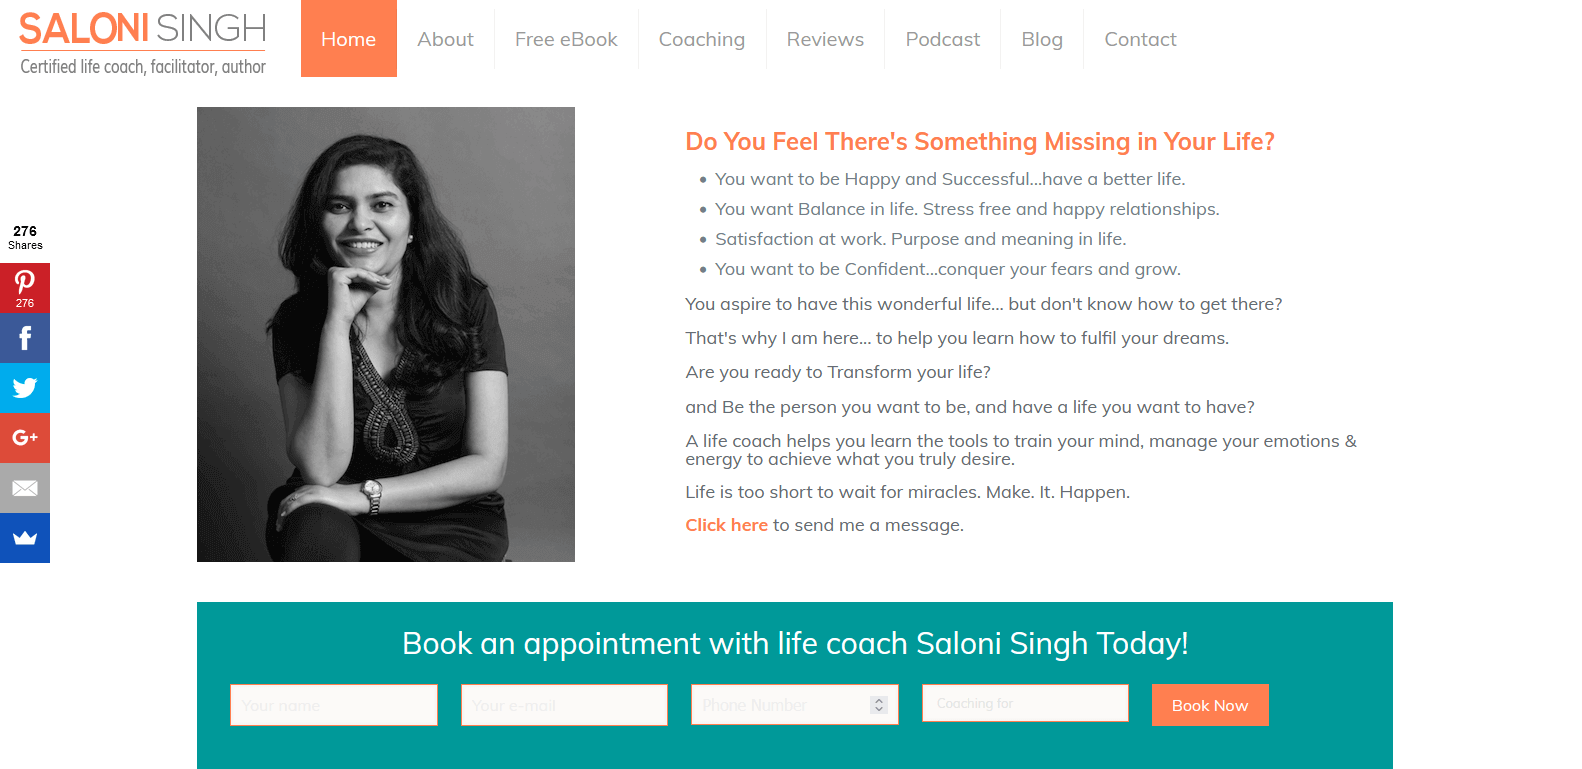 SALONI SINGH
Certified life coach, facilitator, author
Home
About
Free eBook
Coaching
Reviews
Podcast
Blog
Contact
276
Shares
276
Do You Feel There's Something Missing in Your Life?
• You want to be Happy and Successful...have a better life.
• You want Balance in life. Stress free and happy relationships.
• Satisfaction at work. Purpose and meaning in life.
• You want to be Confident...conquer your fears and grow.
You aspire to have this wonderful life... but don't know how to get there?
That's why I am here... to help you learn how to fulfil your dreams.
Are you ready to Transform your life?
and Be the person you want to be, and have a life you want to have?
A life coach helps you learn the tools to train your mind, manage your emotions &
energy to achieve what you truly desire.
Life is too short to wait for miracles. Make. It. Happen.
Click here to send me a message.
Book an appointment with life coach Saloni Singh Today!
Your name
Your e-mail
Phone Number
Coaching for
Book Now